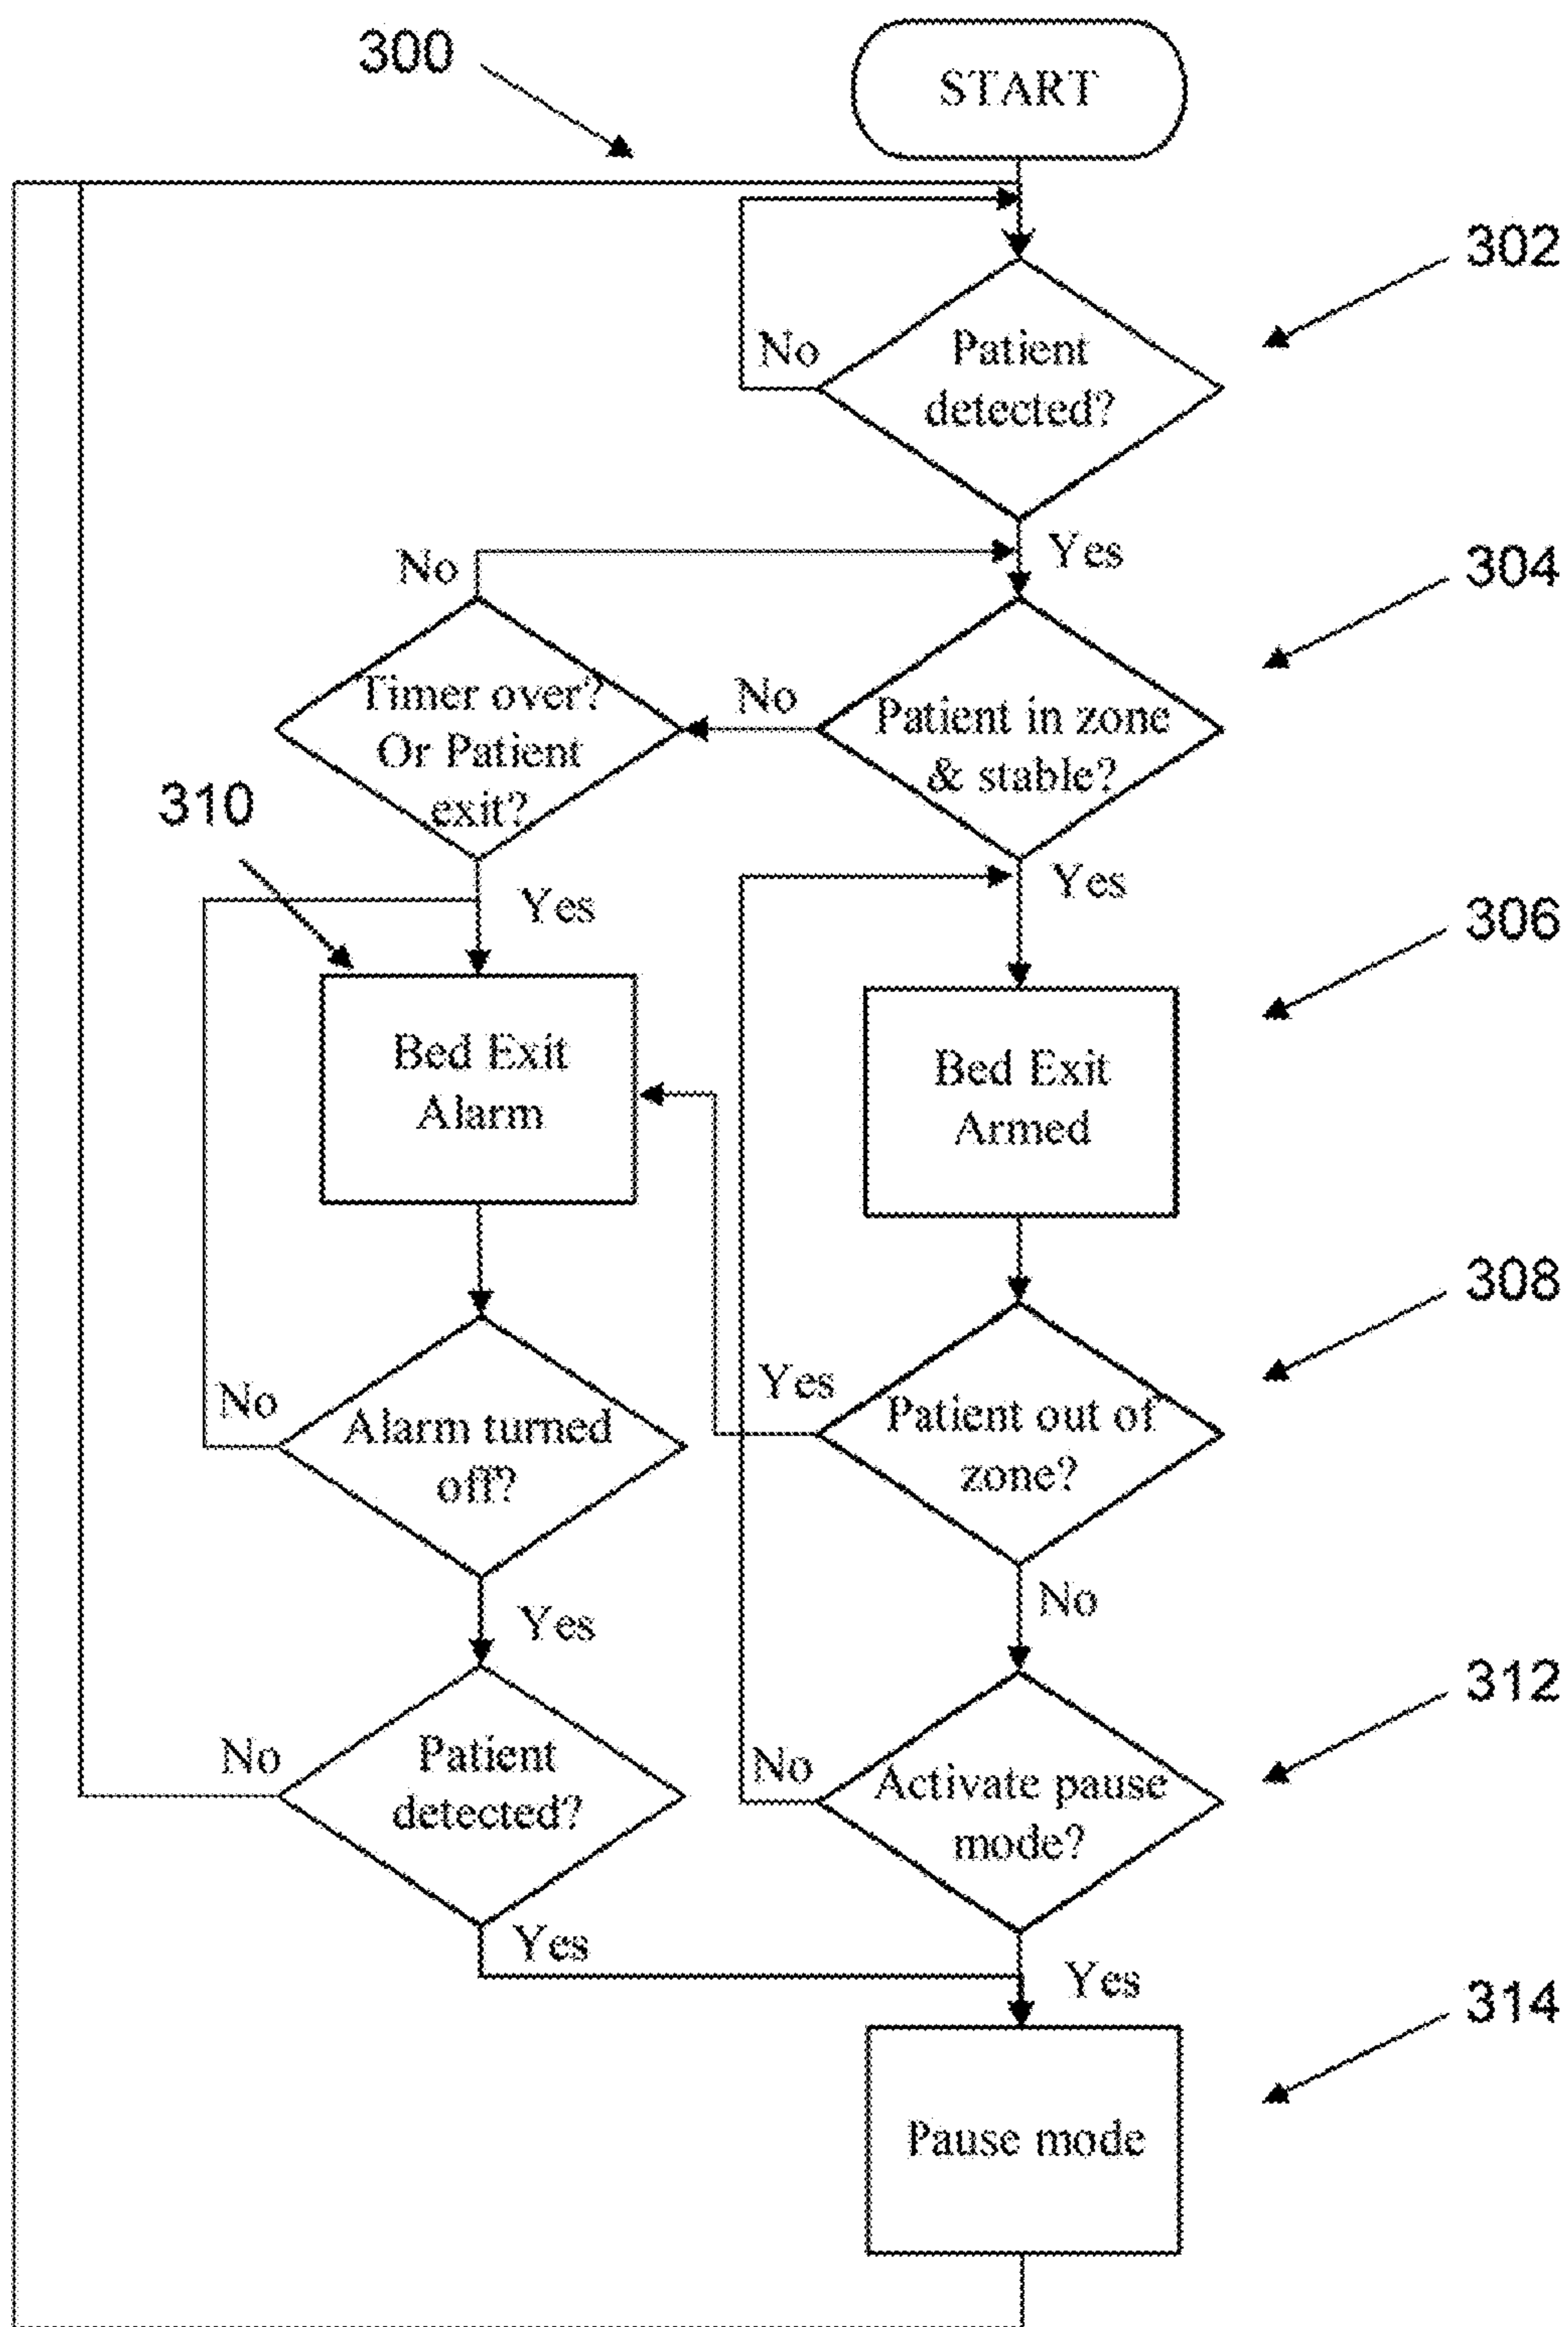 300
START
302
No
Patient
detected?
No
Yes
304
Timer over?
Or Patient
exit?
No
Patient in zone
& stable?
310
Yes
Yes
306
Bed Exit
Alarm
Bed Exit
Armed
308
No
Alarm turned
off?
Yes
Patient out of
zone?
Yes
No
312
No
Patient
detected?
No
Activate pause
mode?
Yes
Yes
314
Pause mode